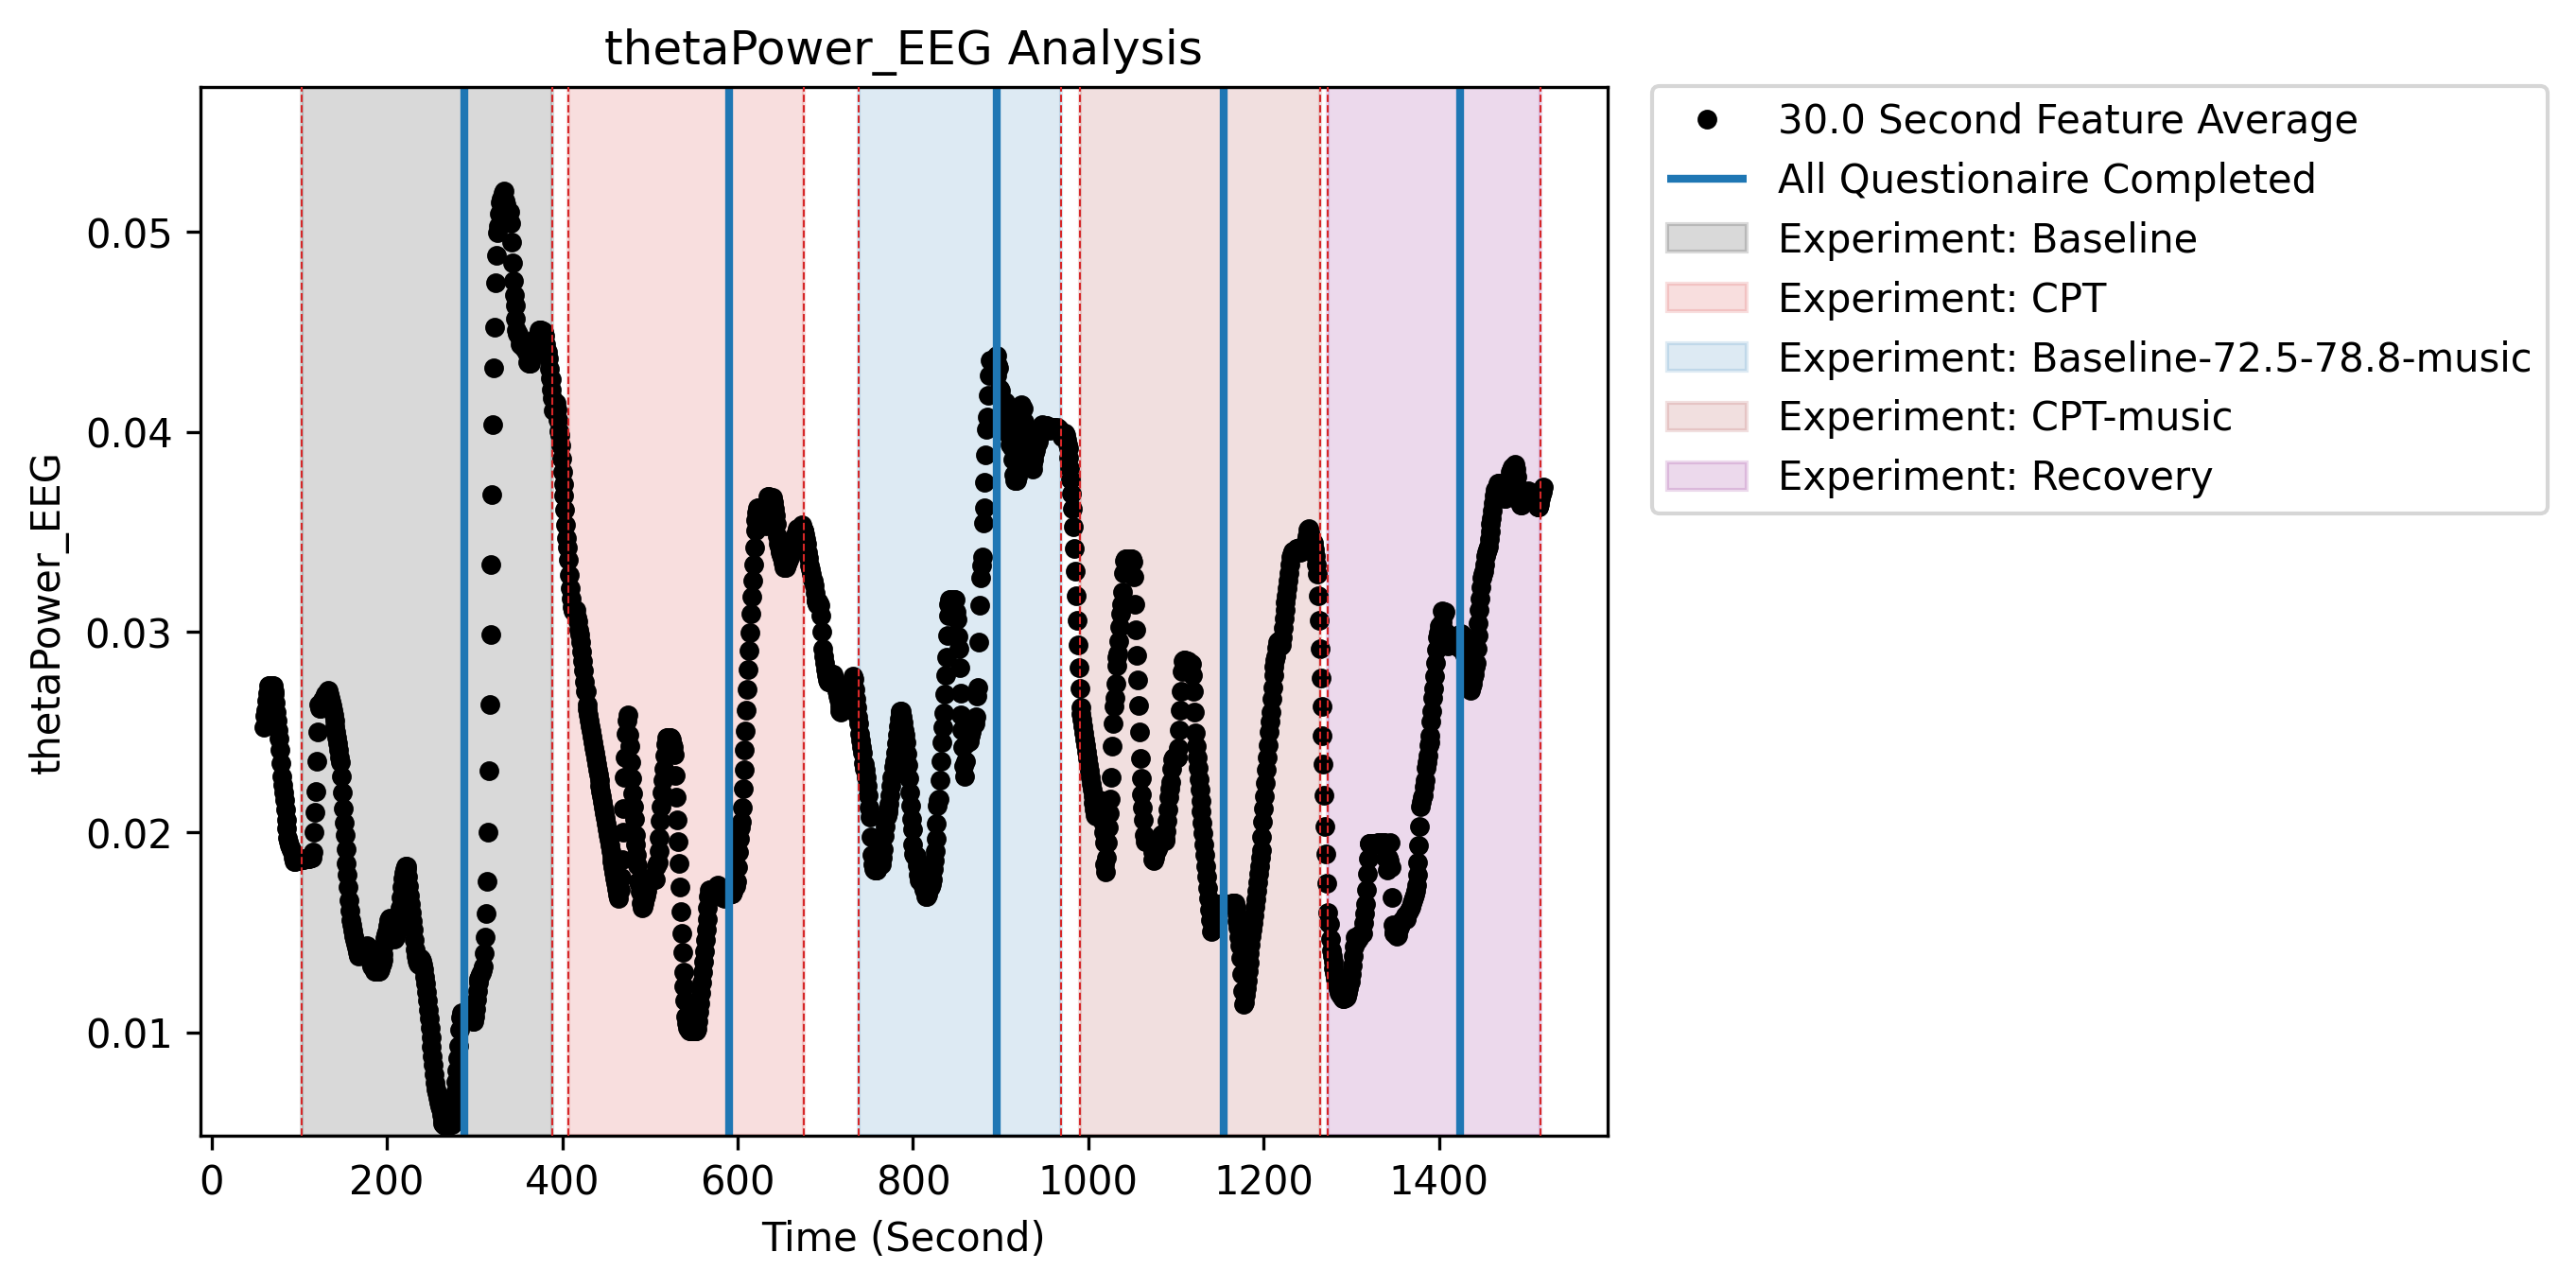 thetaPower_EEG Analysis
thetaPower_EEG
0.05
0.04
0.03
0.02
0.01
0 200 400 600 800 1000 1200 1400
Time (Second)
30.0 Second Feature Average
All Questionaire Completed
Experiment: Baseline
Experiment: CPT
Experiment: Baseline-72.5-78.8-music
Experiment: CPT-music
Experiment: Recovery